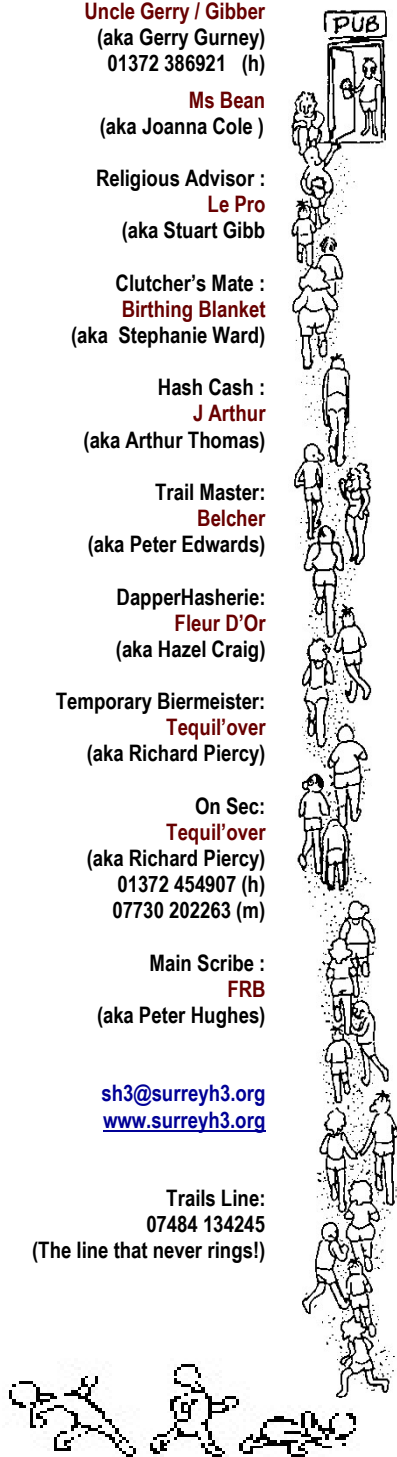 Uncle Gerry / Gibber
(aka Gerry Gurney)
01372 386921 (h)
Ms Bean
(aka Joanna Cole )
Religious Advisor :
Le Pro
(aka Stuart Gibb
Clutcher's Mate :
Birthing Blanket
(aka Stephanie Ward)
Hash Cash :
J Arthur
(aka Arthur Thomas)
Trail Master:
Belcher
(aka Peter Edwards)
DapperHasherie:
Fleur D'Or
(aka Hazel Craig)
Temporary Biermeister:
Tequil'over
(aka Richard Piercy)
On Sec:
Tequil'over
(aka Richard Piercy)
01372 454907 (h)
07730 202263 (m)
Main Scribe :
FRB
(aka Peter Hughes)
sh3@surreyh3.org
www.surreyh3.org
Trails Line:
07484 134245
(The line that never rings!)
PUB